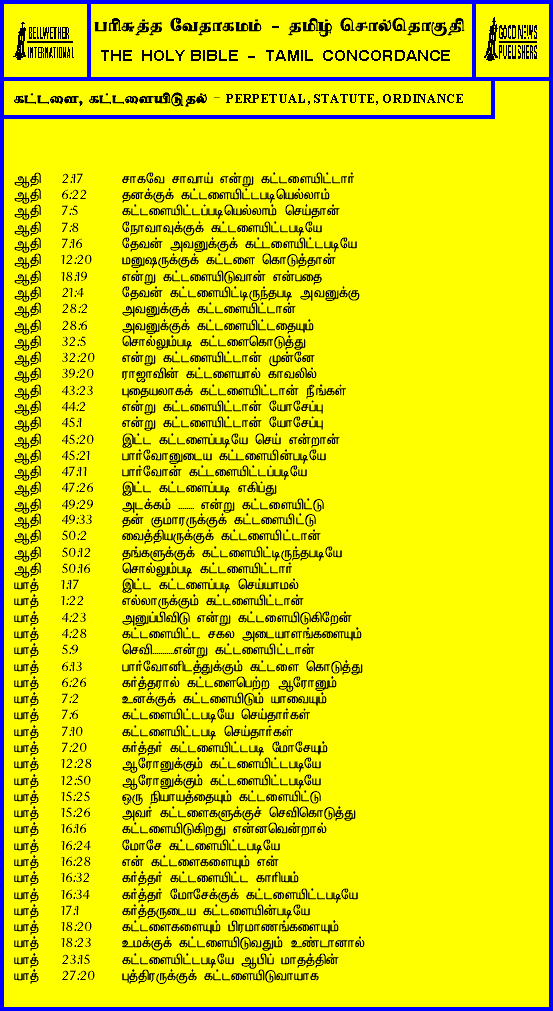 BELLWETHER
INTERNATIONAL
பரிசுத்த வேதாகமம் - தமிழ் சொல்தொகுதி
THE HOLY BIBLE - TAMIL CONCORDANCE
GOOD NEWS
PUBLISHERS
கட்டளை, கட்டளையிடுதல் - PERPETUAL, STATUTE, ORDINANCE
ஆதி 2:17 சாகவே சாவாய் என்று கட்டளையிட்டார்
ஆதி 6:22 தனக்குக் கட்டளையிட்டபடியெல்லாம்
ஆதி 7:5 கட்டளையிட்டப்படியெல்லாம் செய்தான்
ஆதி 7:8 நோவாவுக்குக் கட்டளையிட்டபடியே
ஆதி 7:16 தேவன் அவனுக்குக் கட்டளையிட்டபடியே
ஆதி 12:20 மனுஷருக்குக் கட்டளை கொடுத்தான்
ஆதி 18:19 என்று கட்டளையிடுவான் என்பதை
ஆதி 21:4 தேவன் கட்டளையிட்டிருந்தபடி அவனுக்கு
ஆதி 28:2 அவனுக்குக் கட்டளையிட்டான்
ஆதி 28:6 அவனுக்குக் கட்டளையிட்டதையும்
ஆதி 32:5 சொல்லும்படி கட்டளைகொடுத்து
ஆதி 32:20 என்று கட்டளையிட்டான் முன்னே
ஆதி 39:20 ராஜாவின் கட்டளையால் காவலில்
ஆதி 43:23 புதையலாகக் கட்டளையிட்டான் நீங்கள்
ஆதி 44:2 என்று கட்டளையிட்டான் யோசேப்பு
ஆதி 45:1 என்று கட்டளையிட்டான் யோசேப்பு
ஆதி 45:20 இட்ட கட்டளைப்படியே செய் என்றான்
ஆதி 45:21 பார்வோனுடைய கட்டளையின்படியே
ஆதி 47:11 பார்வோன் கட்டளையிட்டப்படியே
ஆதி 47:26 இட்ட கட்டளைப்படி எகிப்து
ஆதி 49:29 அடக்கம் ....... என்று கட்டளையிட்டு
ஆதி 49:33 தன் குமாரருக்குக் கட்டளையிட்டு
ஆதி 50:2 வைத்தியருக்குக் கட்டளையிட்டான்
ஆதி 50:12 தங்களுக்குக் கட்டளையிட்டிருந்தபடியே
ஆதி 50:16 சொல்லும்படி கட்டளையிட்டார்
யாத் 1:17 இட்ட கட்டளைப்படி செய்யாமல்
யாத் 1:22 எல்லாருக்கும் கட்டளையிட்டான்
யாத் 4:23 அனுப்பிவிடு என்று கட்டளையிடுகிறேன்
யாத் 4:28 கட்டளையிட்ட சகல அடையாளங்களையும்
யாத் 5:9 செவி..........என்று கட்டளையிட்டான்
யாத் 6:13 பார்வோனிடத்துக்கும் கட்டளை கொடுத்து
யாத் 6:26 கர்த்தரால் கட்டளைபெற்ற ஆரோனும்
யாத் 7:2 உனக்குக் கட்டளையிடும் யாவையும்
யாத் 7:6 கட்டளையிட்டபடியே செய்தார்கள்
யாத் 7:10 கட்டளையிட்டபடி செய்தார்கள்
யாத் 7:20 கர்த்தர் கட்டளையிட்டபடி மோசேயும்
யாத் 12:28 ஆரோனுக்கும் கட்டளையிட்டபடியே
யாத் 12:50 ஆரோனுக்கும் கட்டளையிட்டபடியே
யாத் 15:25 ஒரு நியாயத்தையும் கட்டளையிட்டு
யாத் 15:26 அவர் கட்டளைகளுக்குச் செவிகொடுத்து
யாத் 16:16 கட்டளையிடுகிறது என்னவென்றால்
யாத் 16:24 மோசே கட்டளையிட்டபடியே
யாத் 16:28 என் கட்டளைகளையும் என்
யாத் 16:32 கர்த்தர் கட்டளையிட்ட காரியம்
யாத் 16:34 கர்த்தர் மோசேக்குக் கட்டளையிட்டபடியே
யாத் 17:1 கர்த்தருடைய கட்டளையின்படியே
யாத் 18:20 கட்டளைகளையும் பிரமாணங்களையும்
யாத் 18:23 உமக்குக் கட்டளையிடுவதும் உண்டானால்
யாத் 23:15 கட்டளையிட்டபடியே ஆபிப் மாதத்தின்
யாத் 27:20 புத்திரருக்குக் கட்டளையிடுவாயாக